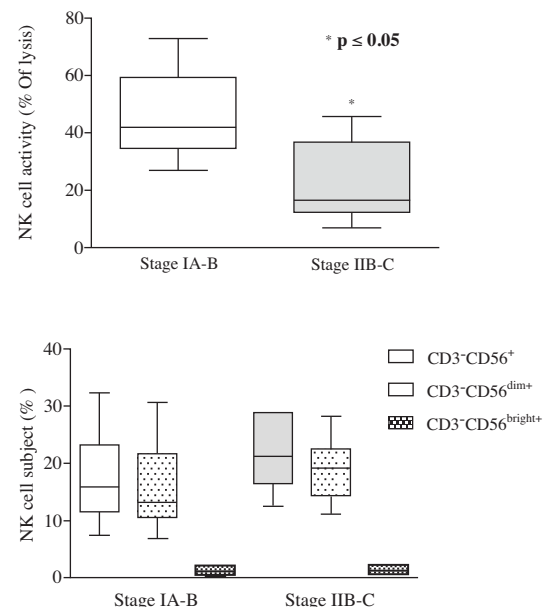 80
* p ≤ 0.05
60
*
40
20
0
NK cell activity (% Of lysis)
Stage IA-B
Stage IIB-C
40
CD3⁻CD56⁺
CD3⁻CD56ᵈⁱᵐ⁺
CD3⁻CD56ᵇʳⁱᵍʰᵗ⁺
30
20
10
0
NK cell subject (% )
Stage IA-B
Stage IIB-C